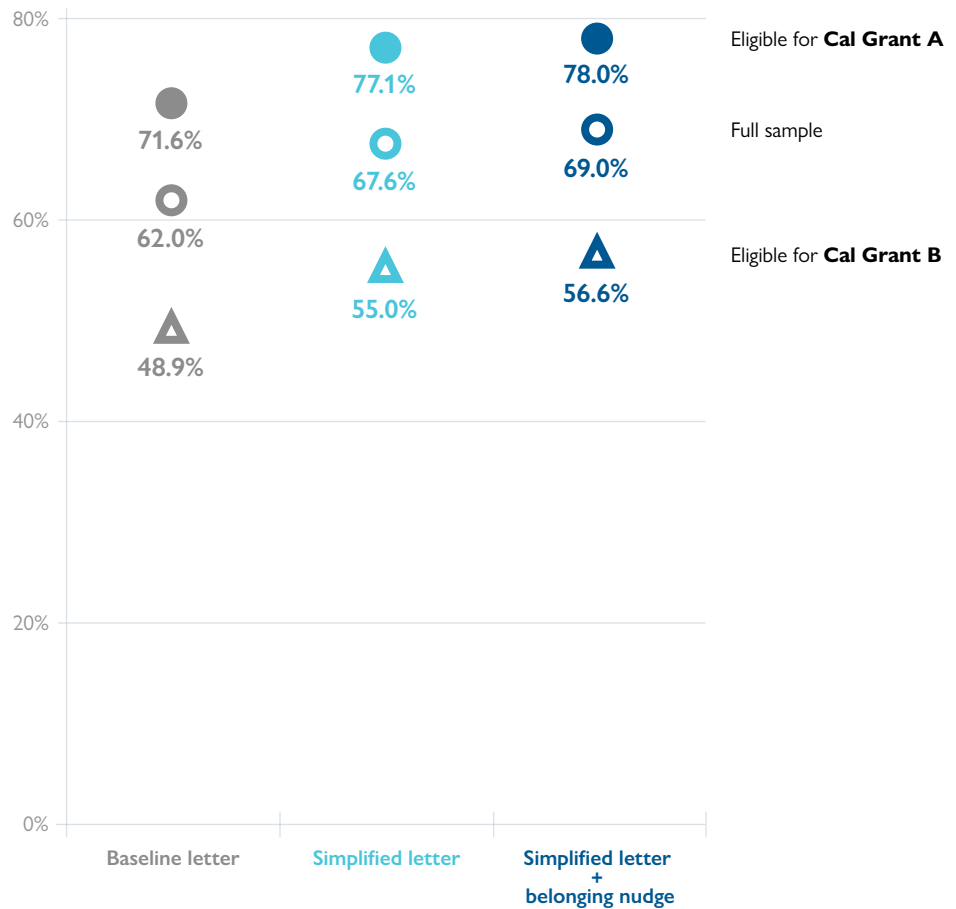 80%
Eligible for Cal Grant A
77.1%
78.0%
71.6%
Full sample
67.6%
69.0%
60%
62.0%
Eligible for Cal Grant B
55.0%
56.6%
48.9%
40%
20%
0%
Baseline letter
Simplified letter
Simplified letter
+
belonging nudge